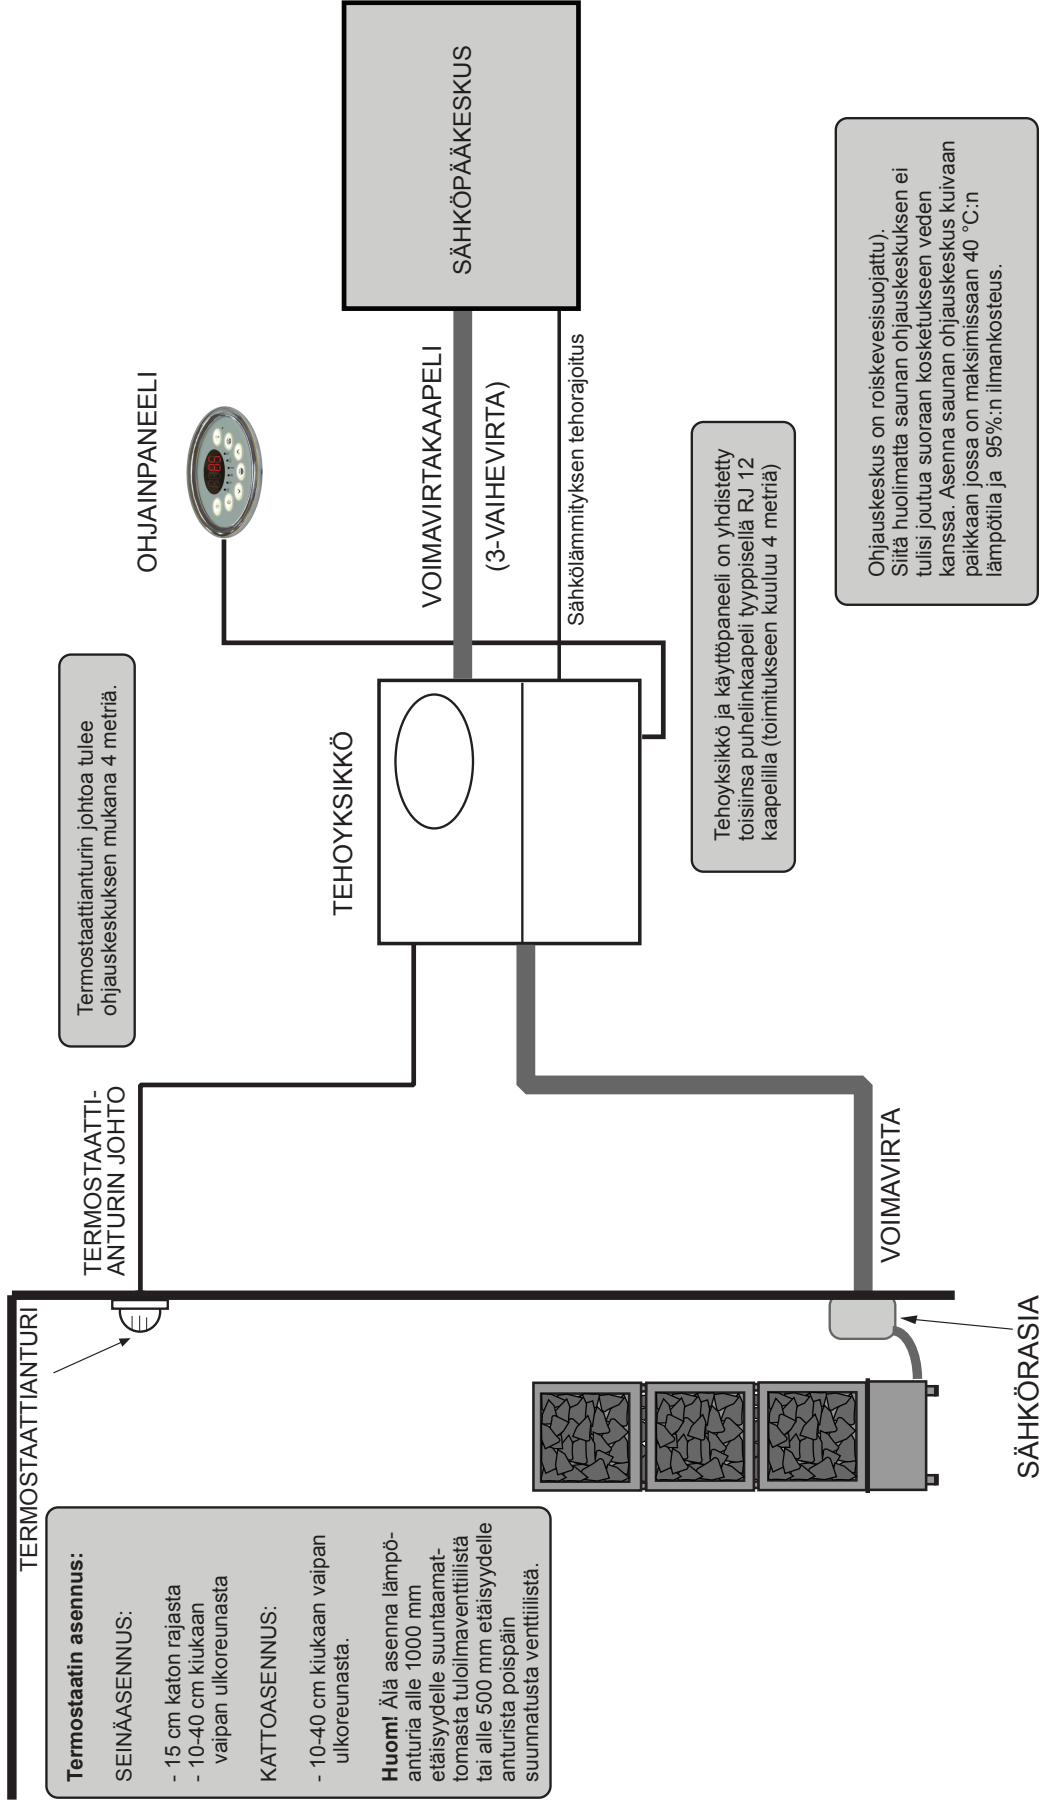 TERMOSTAATTIANTURI
Termostaatin asennus:
SEINÄASENNUS:
- 15 cm katon rajasta
- 10-40 cm kiukaan
vaipan ulkoreunasta
KATTOASENNUS:
- 10-40 cm kiukaan vaipan
ulkoreunasta.
Huom! Älä asenna lämpö-
anturia alle 1000 mm
etäisyydelle suuntaamat-
tomasta tuloilmaventtiilistä
tai alle 500 mm etäisyydelle
anturista poispäin
suunnatusta venttiilistä.
SÄHKÖRASIA
TERMOSTAATTI-
ANTURIN JOHTO
VOIMAVIRTA
Termostaattianturin johtoa tulee
ohjauskeskuksen mukana 4 metriä.
TEHOYKSIKKÖ
OHJAINPANEELI
85
VOIMAVIRTAKAAPELI
(3-VAIHEVIRTA)
Sähkölämmityksen tehorajoitus
SÄHKÖPÄÄKESKUS
Tehoyksikkö ja käyttöpaneeli on yhdistetty
toisiinsa puhelinkaapeli tyyppisellä RJ 12
kaapelilla (toimitukseen kuuluu 4 metriä)
Ohjauskeskus on roiskevesisuojattu).
Siitä huolimatta saunan ohjauskeskuksen ei
tulisi joutua suoraan kosketukseen veden
kanssa. Asenna saunan ohjauskeskus kuivaan
paikkaan jossa on maksimissaan 40 °C:n
lämpötila ja 95%:n ilmankosteus.